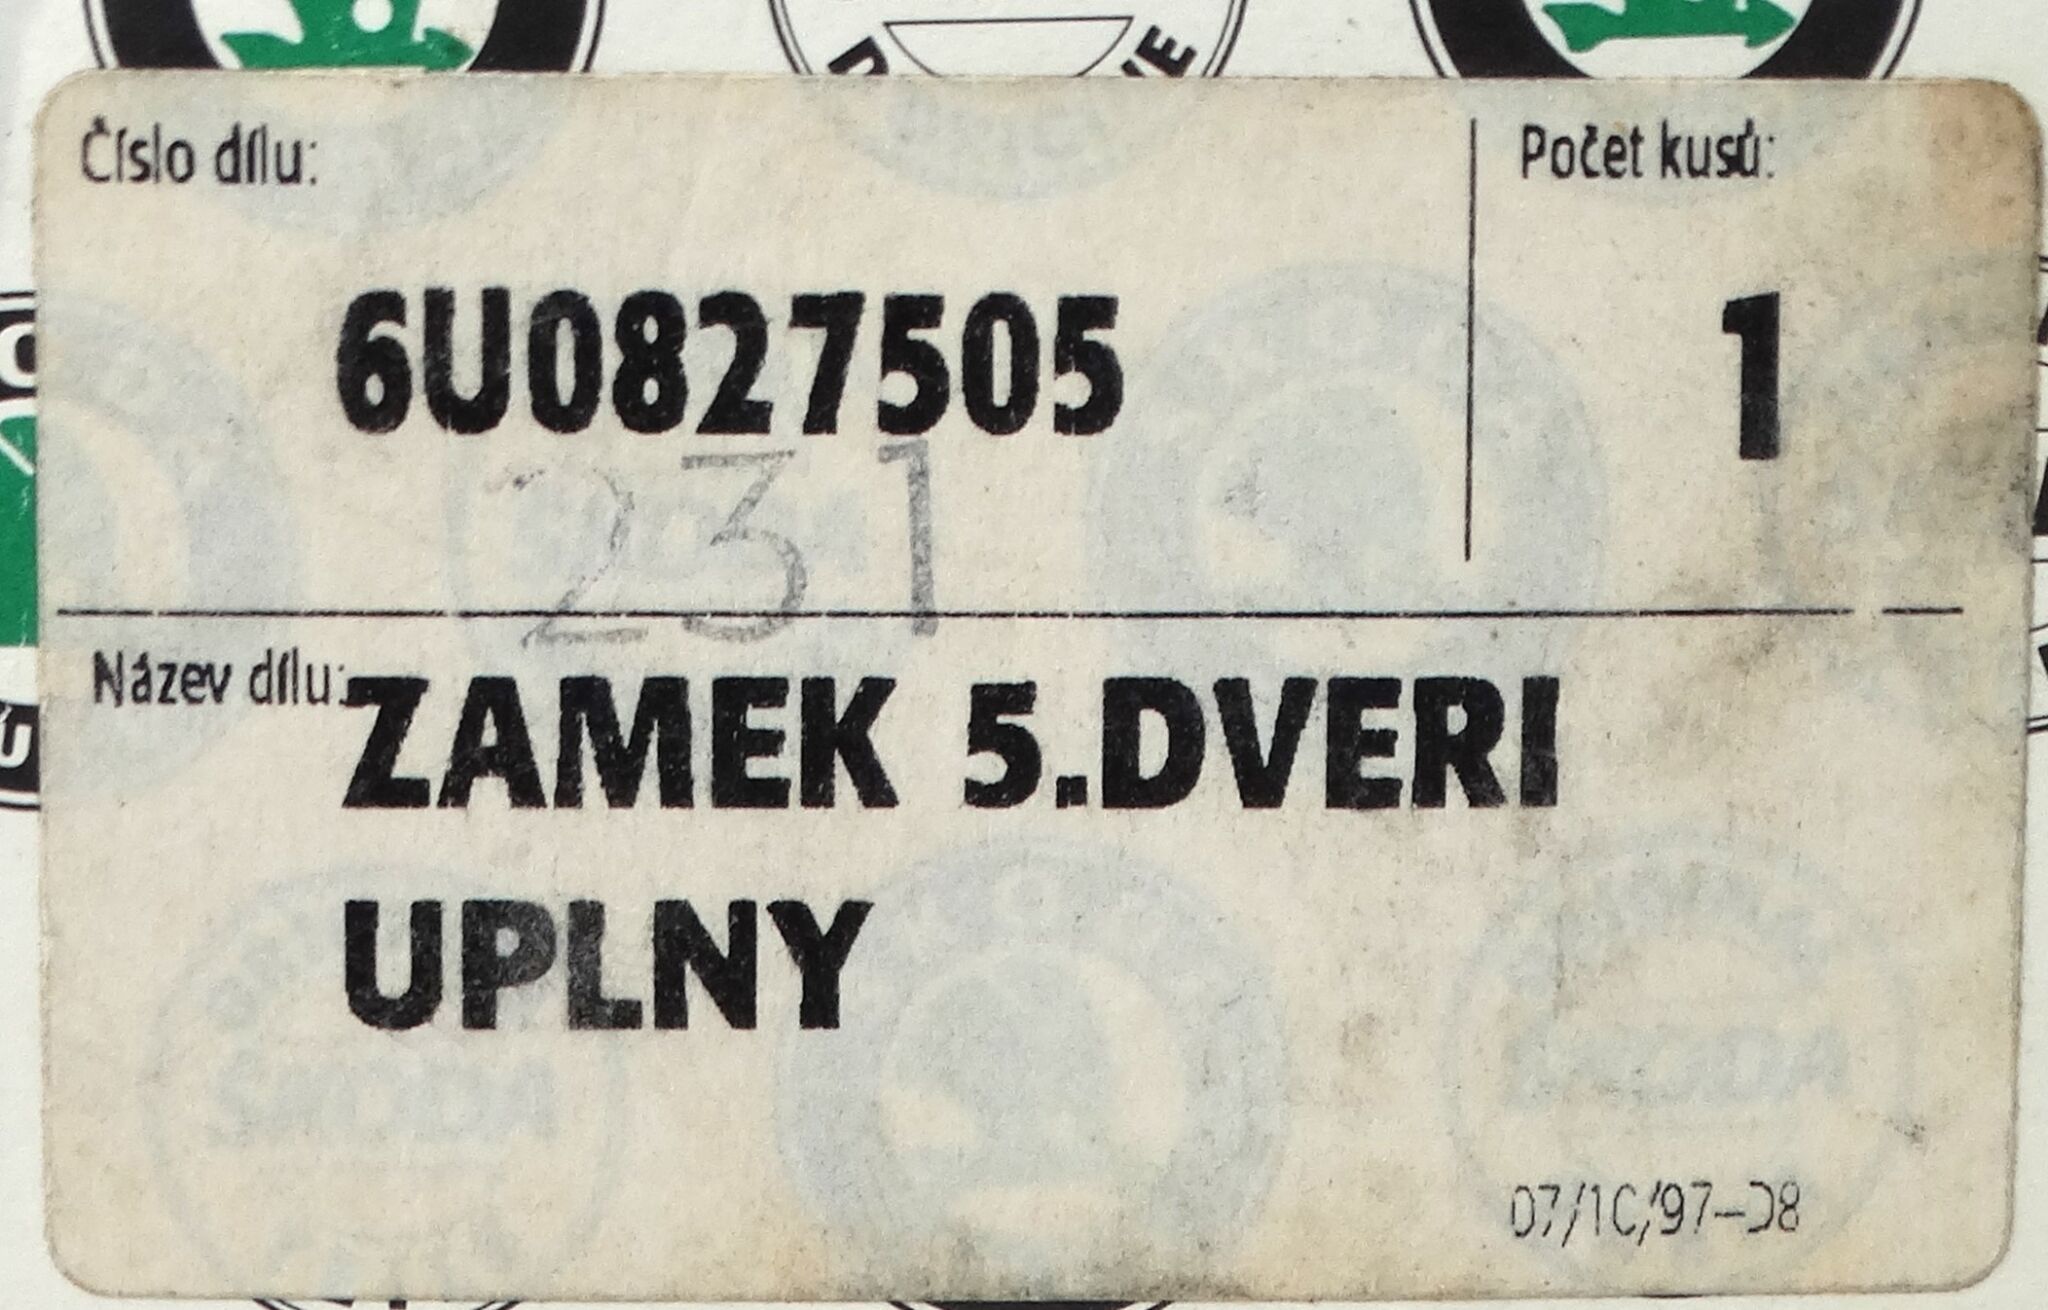 Číslo dílu:
Počet kusů:
6U0827505
1
231
Název dílu:
ZAMEK 5.DVERI
UPLNY
07/10/97-08